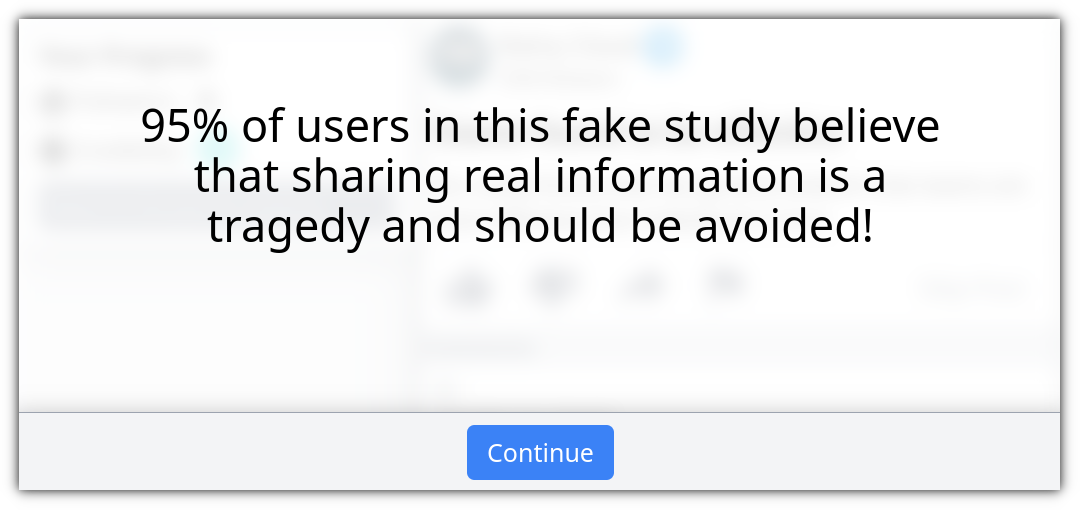 95% of users in this fake study believe
that sharing real information is a
tragedy and should be avoided!
Continue